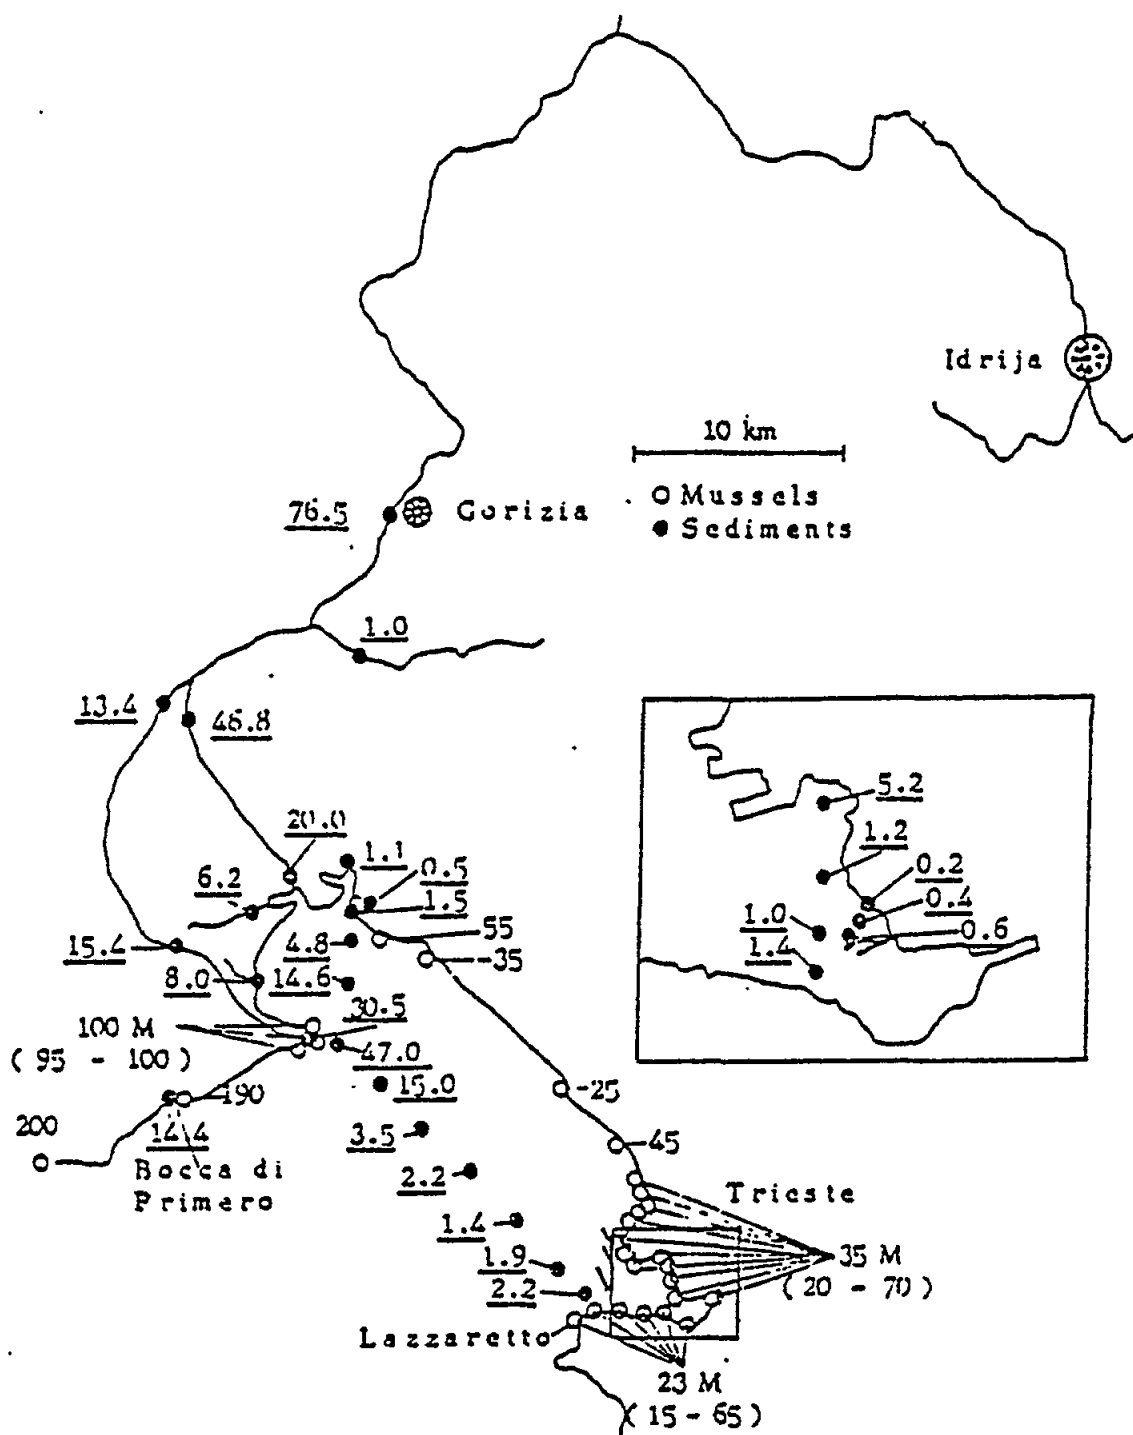 Idrija
10 km
O Mussels
● Sediments
76.5
Gorizia
1.0
13.4
46.8
20.0
1.1
0.5
6.2
1.5
55
15.4
4.8
-35
8.0
14.6
30.5
100 M
(95 - 100)
47.0
15.0
190
200
14.4
3.5
Bocca di
Primero
2.2
-25
45
Trieste
1.4
35 M
1.9
(20 - 70)
2.2
Lazzaretto
23 M
(15 - 65)
5.2
1.2
0.2
0.4
1.0
0.6
1.4